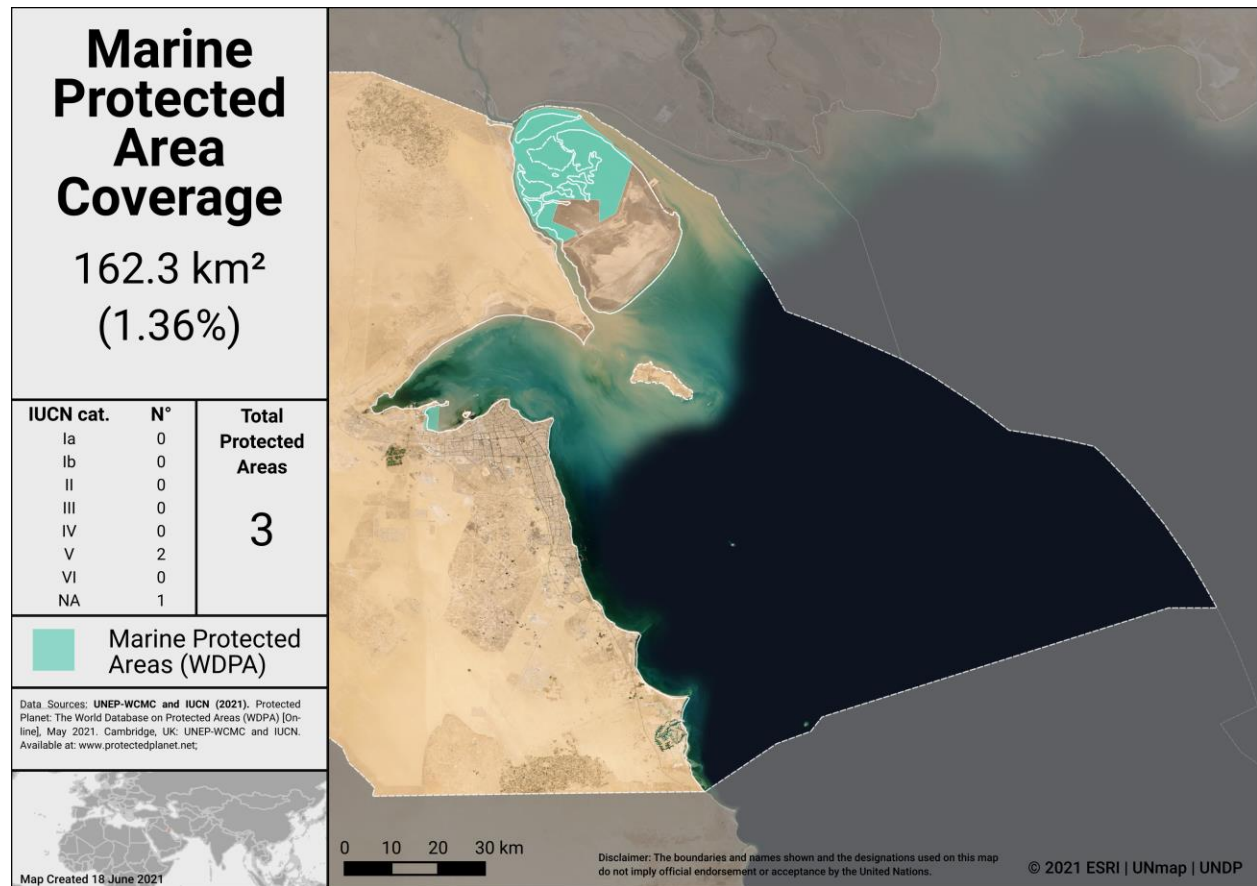 Marine
Protected
Area
Coverage
162.3 km²
(1.36%)
IUCN cat. N°
Ia 0
Ib 0
II 0
III 0
IV 0
V 2
VI 0
NA 1
Total
Protected
Areas
3
Marine Protected
Areas (WDPA)
Data Sources: UNEP-WCMC and IUCN (2021). Protected
Planet: The World Database on Protected Areas (WDPA) [On-
line], May 2021. Cambridge, UK: UNEP-WCMC and IUCN.
Available at: www.protectedplanet.net;
Map Created 18 June 2021
0 10 20 30 km
Disclaimer: The boundaries and names shown and the designations used on this map
do not imply official endorsement or acceptance by the United Nations.
© 2021 ESRI | UNmap | UNDP